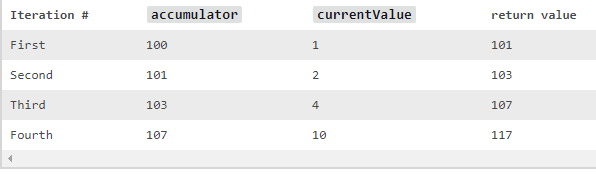 Iteration # accumulator currentValue return value
First 100 1 101
Second 101 2 103
Third 103 4 107
Fourth 107 10 117